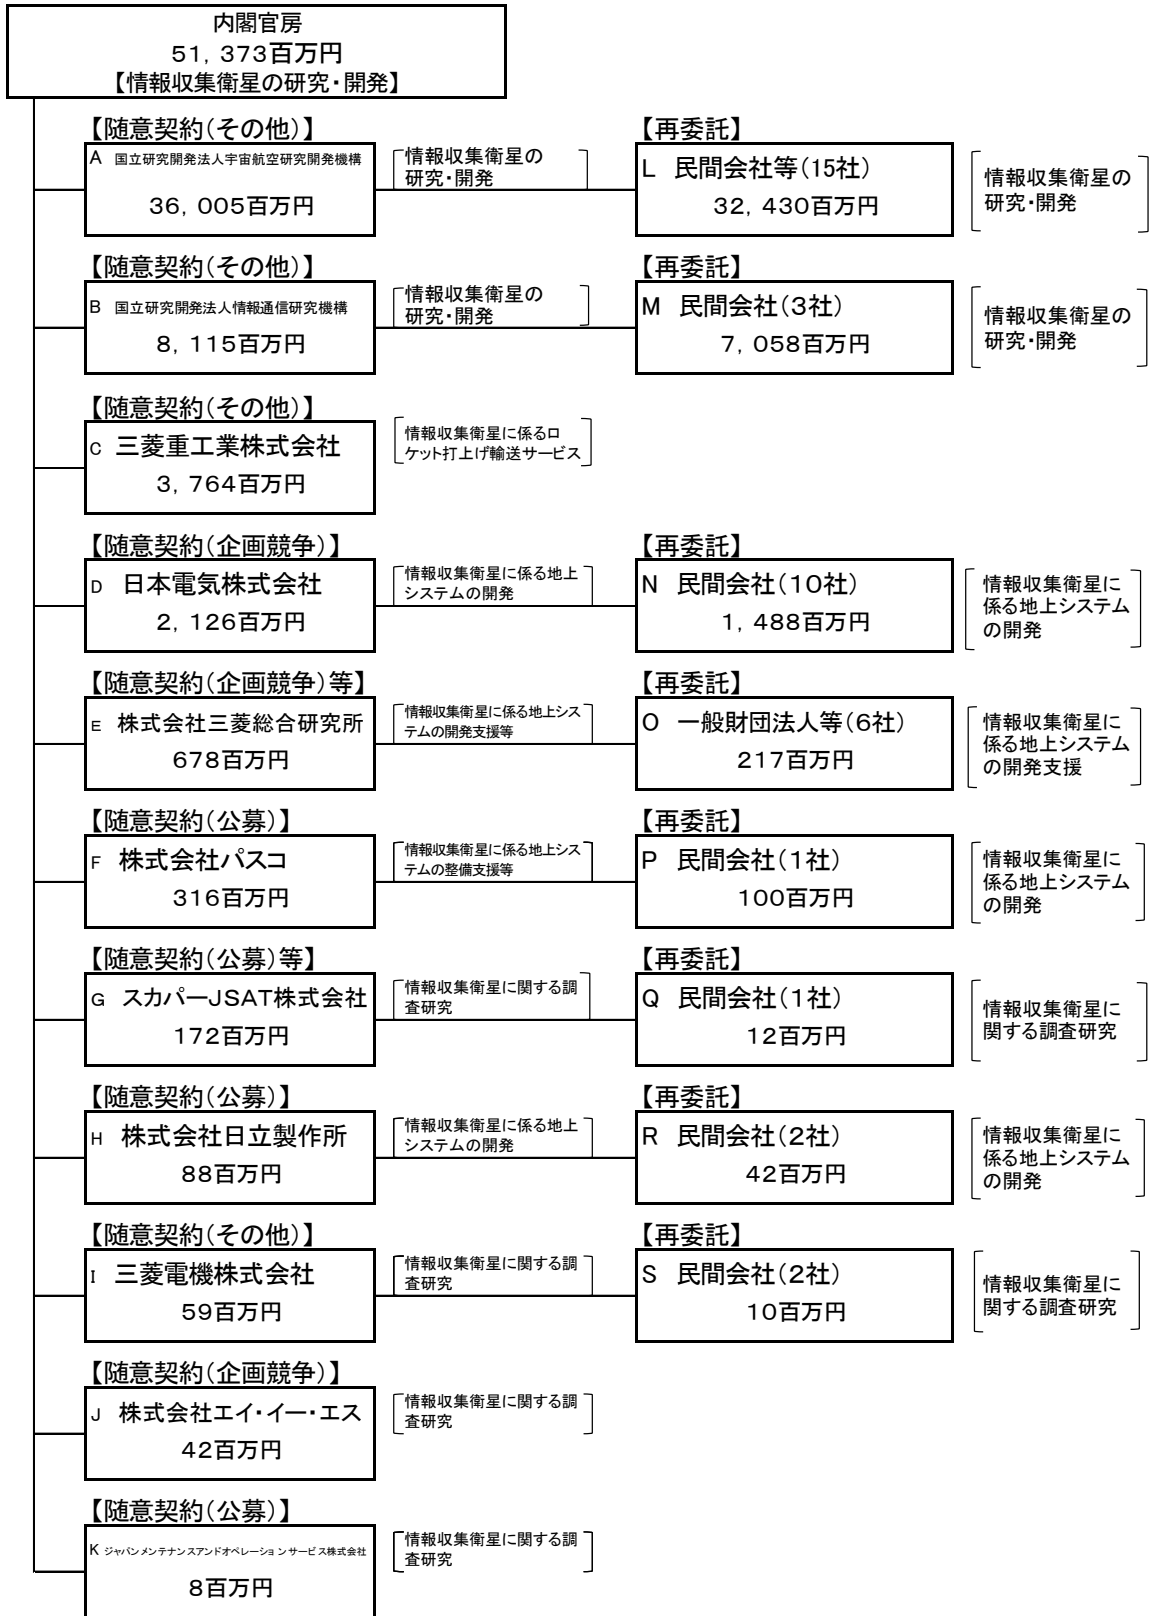 内閣官房
51,373百万円
【情報収集衛星の研究・開発】
【随意契約(その他)】
A 国立研究開発法人宇宙航空研究開発機構
36,005百万円
情報収集衛星の
研究・開発
【再委託】
L 民間会社等(15社)
32,430百万円
情報収集衛星の
研究・開発
【随意契約(その他)】
B 国立研究開発法人情報通信研究機構
8,115百万円
情報収集衛星の
研究・開発
【再委託】
M 民間会社(3社)
7,058百万円
情報収集衛星の
研究・開発
【随意契約(その他)】
C 三菱重工業株式会社
3,764百万円
情報収集衛星に係るロ
ケット打上げ輸送サービス
【随意契約(企画競争)】
D 日本電気株式会社
2,126百万円
情報収集衛星に係る地上
システムの開発
【再委託】
N 民間会社(10社)
1,488百万円
情報収集衛星に
係る地上システム
の開発
【随意契約(企画競争)等】
E 株式会社三菱総合研究所
678百万円
情報収集衛星に係る地上シス
テムの開発支援等
【再委託】
O 一般財団法人等(6社)
217百万円
情報収集衛星に
係る地上システム
の開発支援
【随意契約(公募)】
F 株式会社パスコ
316百万円
情報収集衛星に係る地上シス
テムの整備支援等
【再委託】
P 民間会社(1社)
100百万円
情報収集衛星に
係る地上システム
の開発
【随意契約(公募)等】
G スカパーJSAT株式会社
172百万円
情報収集衛星に関する調
査研究
【再委託】
Q 民間会社(1社)
12百万円
情報収集衛星に
関する調査研究
【随意契約(公募)】
H 株式会社日立製作所
88百万円
情報収集衛星に係る地上
システムの開発
【再委託】
R 民間会社(2社)
42百万円
情報収集衛星に
係る地上システム
の開発
【随意契約(その他)】
I 三菱電機株式会社
59百万円
情報収集衛星に関する調
査研究
【再委託】
S 民間会社(2社)
10百万円
情報収集衛星に
関する調査研究
【随意契約(企画競争)】
J 株式会社エイ・イー・エス
42百万円
情報収集衛星に関する調
査研究
【随意契約(公募)】
K ジャパンメンテナンスアンドオペレーションサービス株式会社
8百万円
情報収集衛星に関する調
査研究